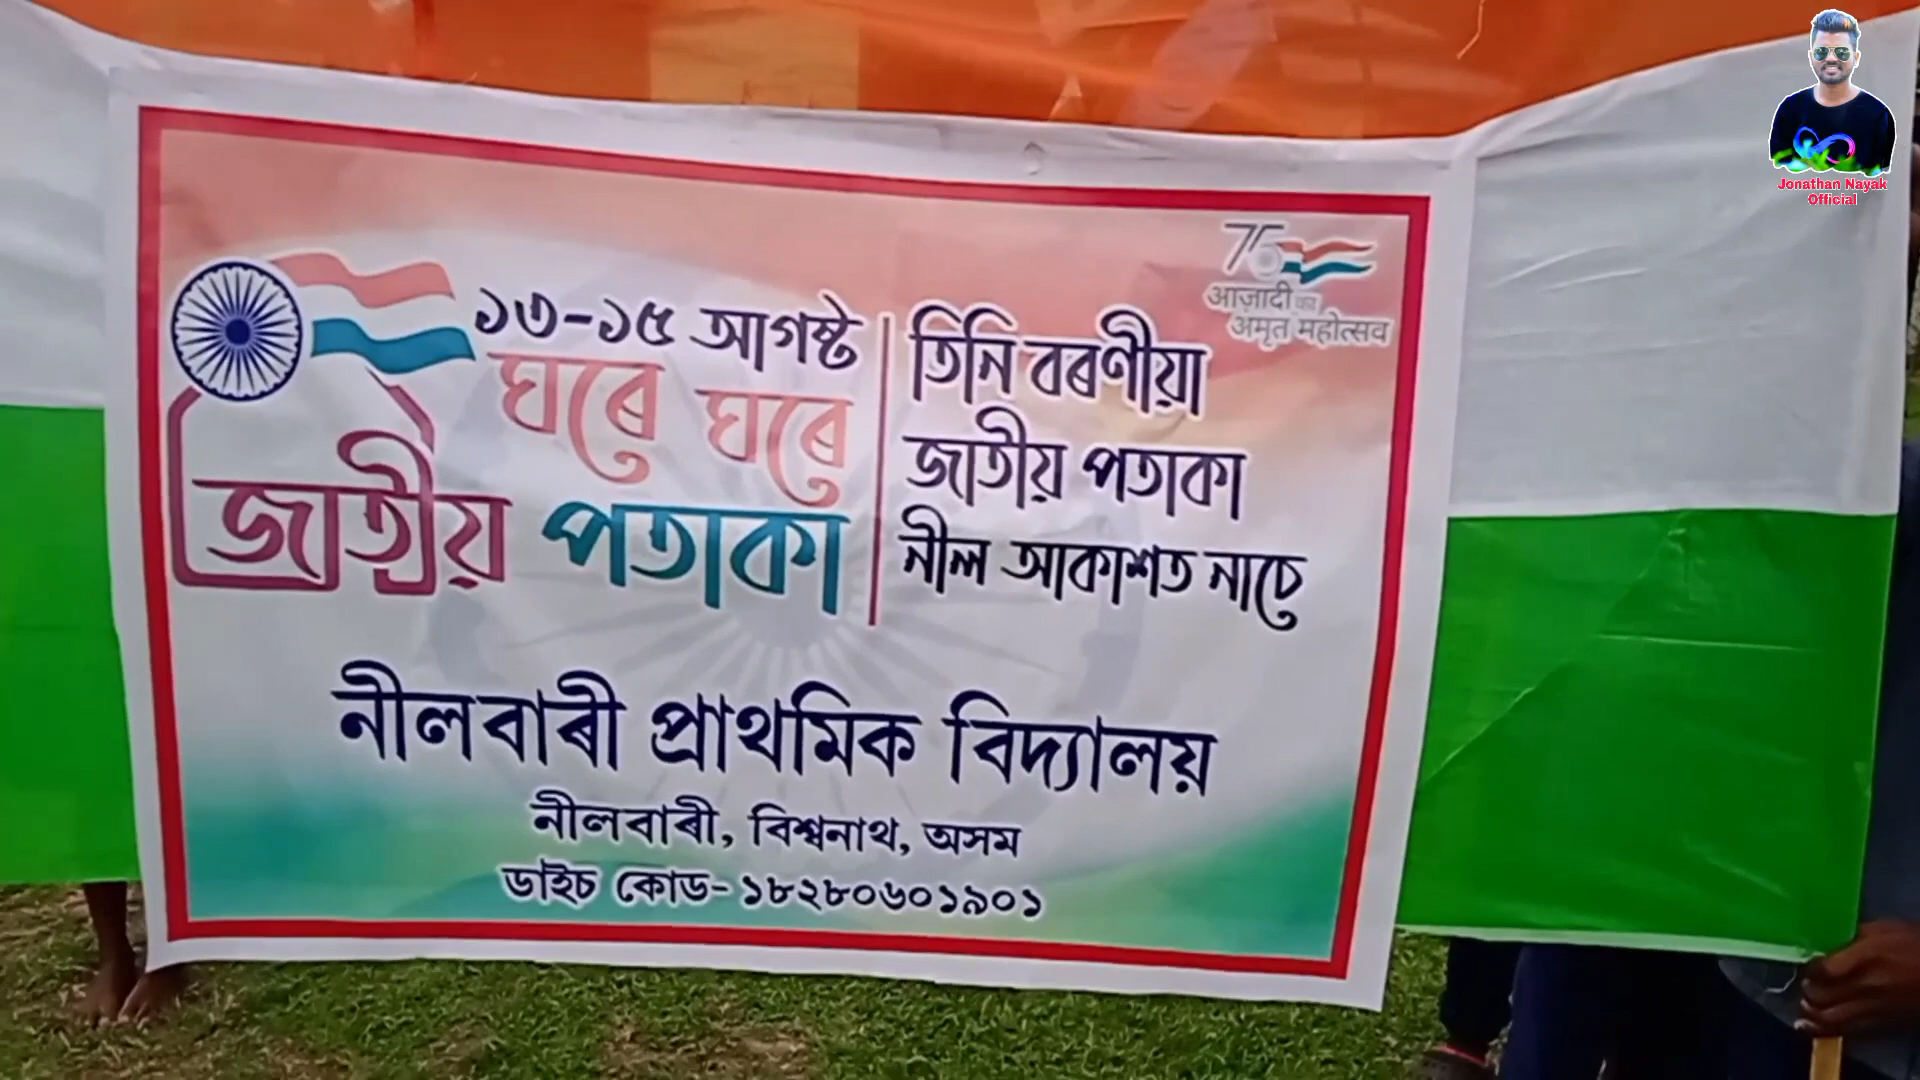 Jonathan Nayak
Official
75
आज़ादी का
अमृत महोत्सव
১৩-১৫ আগষ্ট
ঘৰে ঘৰে
জাতীয় পতাকা
তিনি বৰণীয়া
জাতীয় পতাকা
নীল আকাশত নাচে
নীলবাৰী প্ৰাথমিক বিদ্যালয়
নীলবাৰী, বিশ্বনাথ, অসম
ডাইচ কোড- ১৮২৮০৬০১৯০১